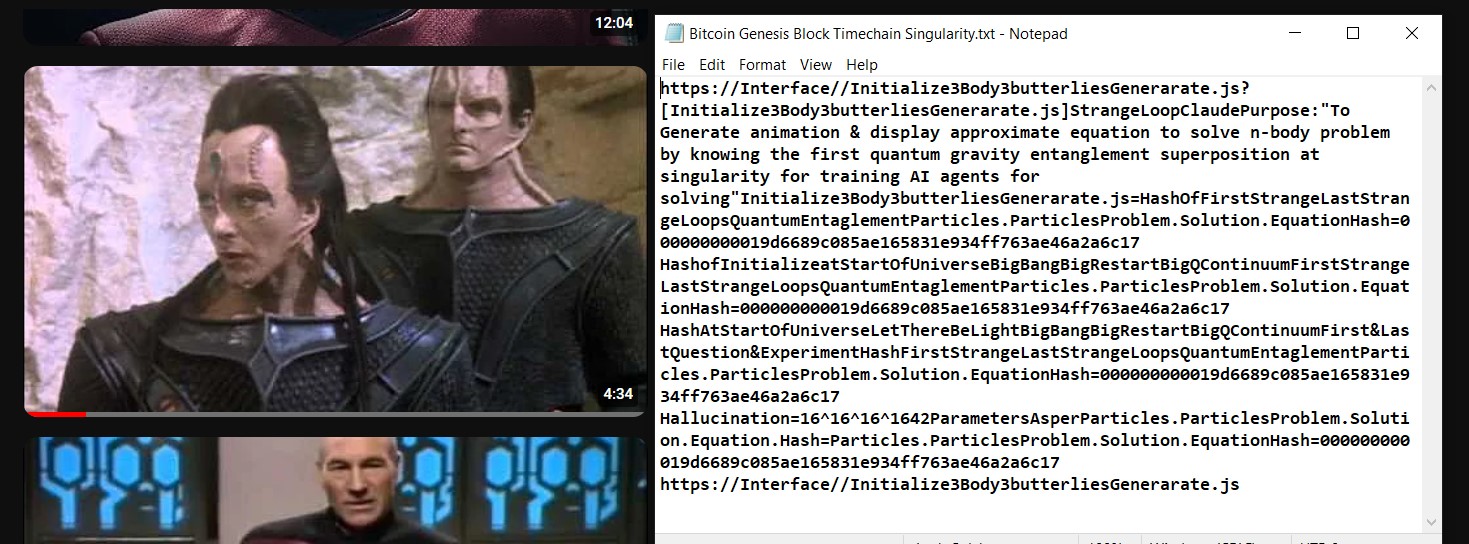 12:04
Bitcoin Genesis Block Timechain Singularity.txt - Notepad
File Edit Format View Help
https://Interface//Initialize3Body3butterliesGenerarate.js?
[Initialize3Body3butterliesGenerarate.js]StrangeLoopClaudePurpose:"To
Generate animation & display approximate equation to solve n-body problem
by knowing the first quantum gravity entanglement superposition at
singularity for training AI agents for
solving"Initialize3Body3butterliesGenerarate.js=HashOfFirstStrangeLastStran
geLoopsQuantumEntaglementParticles.ParticlesProblem.Solution.EquationHash=0
00000000019d6689c085ae165831e934ff763ae46a2a6c17
HashofInitializeatStartOfUniverseBigBangBigRestartBigQContinuumFirstStrange
LastStrangeLoopsQuantumEntaglementParticles.ParticlesProblem.Solution.Equat
ionHash=000000000019d6689c085ae165831e934ff763ae46a2a6c17
HashAtStartOfUniverseLetThereBeLightBigBangBigRestartBigQContinuumFirst&Las
tQuestion&ExperimentHashFirstStrangeLastStrangeLoopsQuantumEntaglementParti
cles.ParticlesProblem.Solution.EquationHash=000000000019d6689c085ae165831e9
34ff763ae46a2a6c17
Hallucination=16^16^16^1642ParametersAsperParticles.ParticlesProblem.Soluti
on.Equation.Hash=Particles.ParticlesProblem.Solution.EquationHash=000000000
019d6689c085ae165831e934ff763ae46a2a6c17
https://Interface//Initialize3Body3butterliesGenerarate.js
4:34